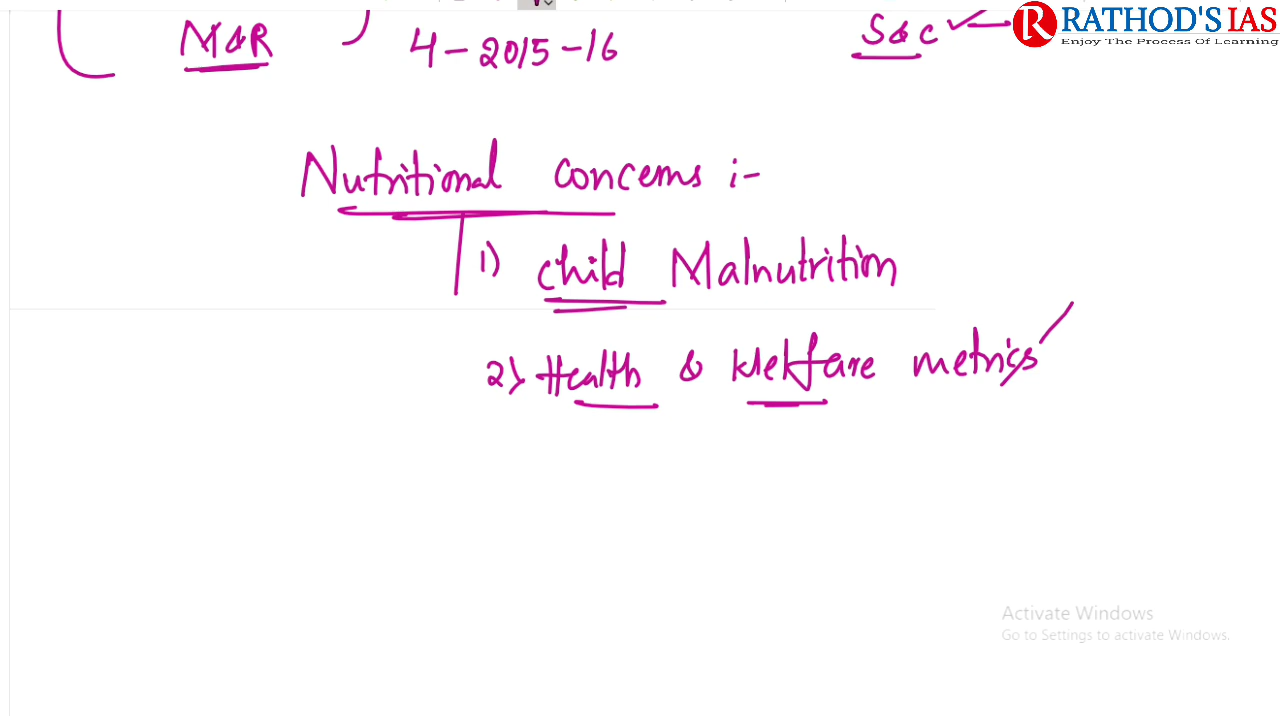 M&R
4-2015-16
S&C
RATHOD'S IAS
Enjoy The Process Of Learning
Nutritional concerns :-
1) child Malnutrition
2) Health & Welfare metrics
Activate Windows
Go to Settings to activate Windows.